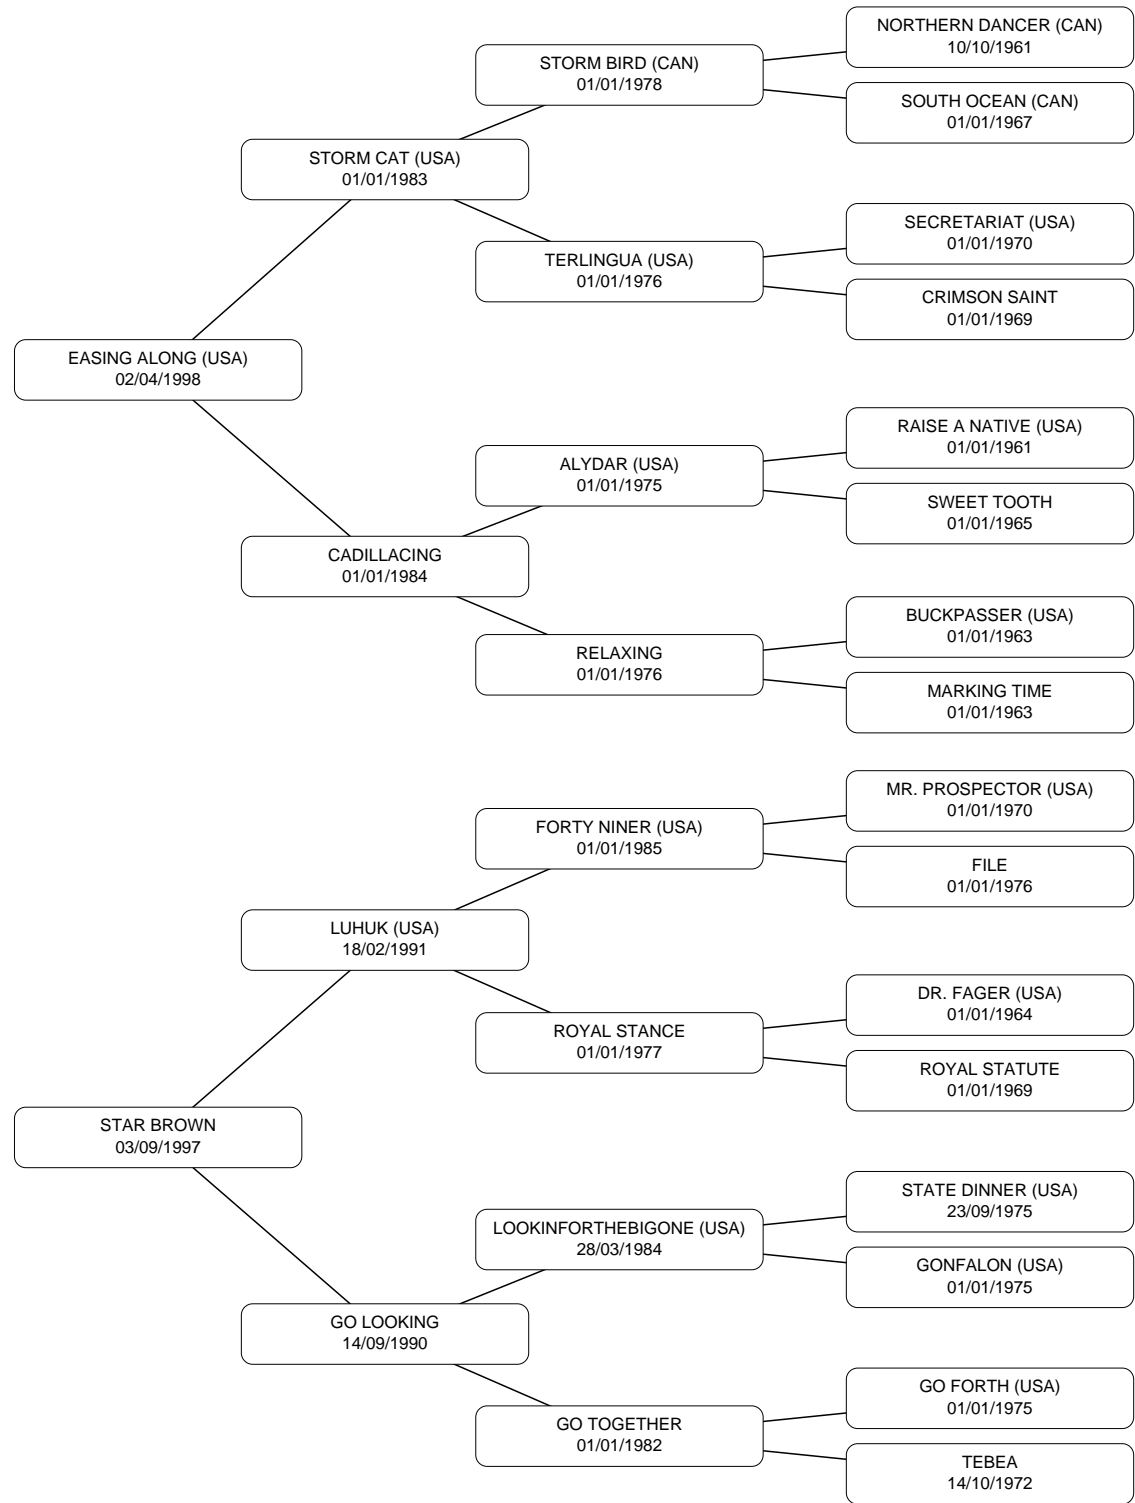 NORTHERN DANCER (CAN)
10/10/1961
STORM BIRD (CAN)
01/01/1978
SOUTH OCEAN (CAN)
01/01/1967
STORM CAT (USA)
01/01/1983
SECRETARIAT (USA)
01/01/1970
TERLINGUA (USA)
01/01/1976
CRIMSON SAINT
01/01/1969
EASING ALONG (USA)
02/04/1998
RAISE A NATIVE (USA)
01/01/1961
ALYDAR (USA)
01/01/1975
SWEET TOOTH
01/01/1965
CADILLACING
01/01/1984
BUCKPASSER (USA)
01/01/1963
RELAXING
01/01/1976
MARKING TIME
01/01/1963
MR. PROSPECTOR (USA)
01/01/1970
FORTY NINER (USA)
01/01/1985
FILE
01/01/1976
LUHUK (USA)
18/02/1991
DR. FAGER (USA)
01/01/1964
ROYAL STANCE
01/01/1977
ROYAL STATUTE
01/01/1969
STAR BROWN
03/09/1997
STATE DINNER (USA)
23/09/1975
LOOKINFORTHEBIGONE (USA)
28/03/1984
GONFALON (USA)
01/01/1975
GO LOOKING
14/09/1990
GO FORTH (USA)
01/01/1975
GO TOGETHER
01/01/1982
TEBEA
14/10/1972